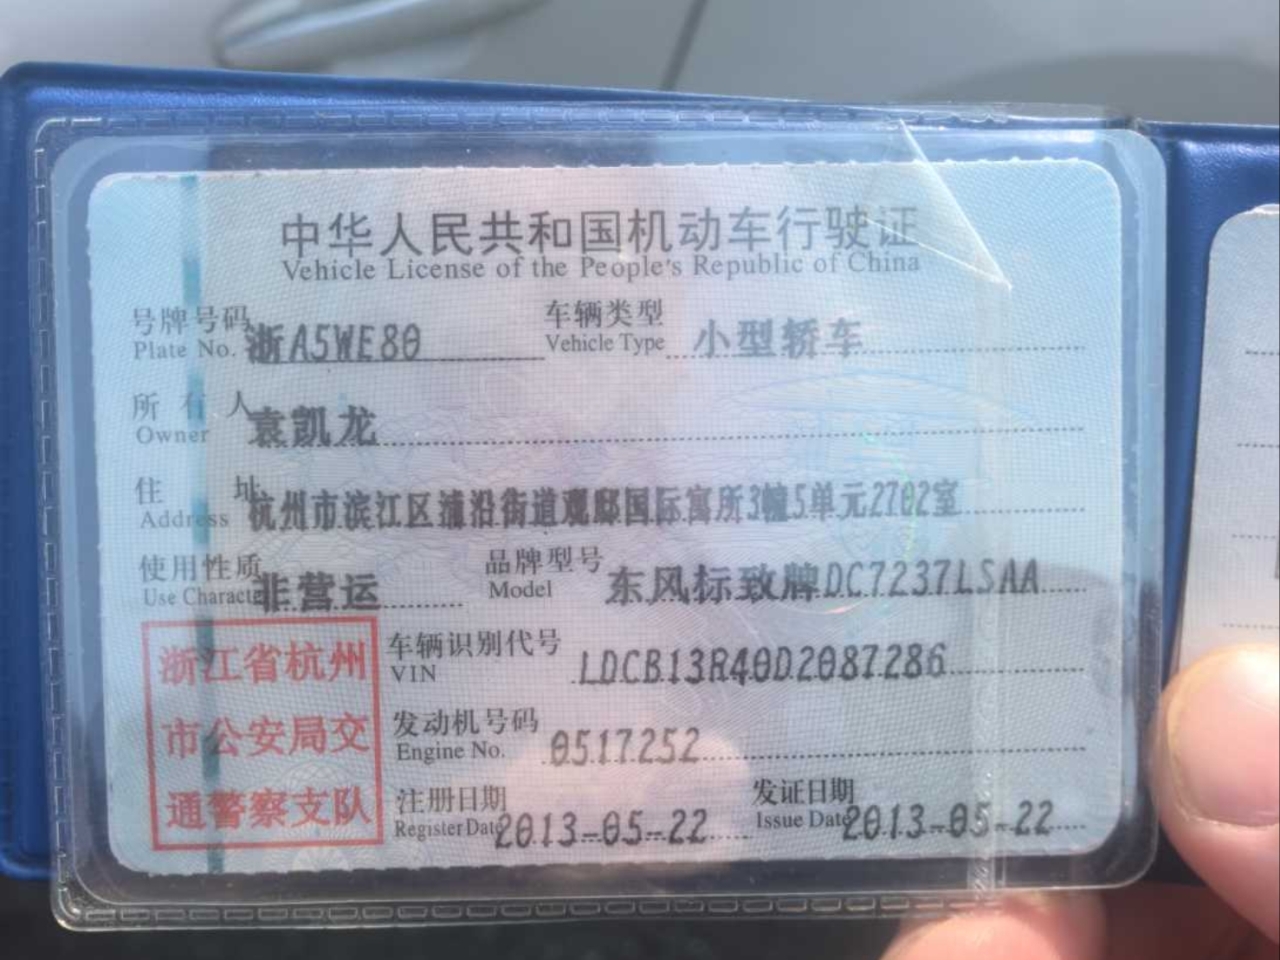 中华人民共和国机动车行驶证
Vehicle License of the People's Republic of China
号牌号码 浙A5WE80 车辆类型 小型轿车
Plate No. Vehicle Type
所有人 袁凯龙
Owner
住址 杭州市滨江区浦沿街道观邸国际寓所3幢5单元2702室
Address
使用性质 非营运 品牌型号 东风标致牌DC7237LSAA
Use Character Model
浙江省杭州
市公安局交
通警察支队
车辆识别代号 LDCB13R40D2087286
VIN
发动机号码 0517252
Engine No.
注册日期 2013-05-22 发证日期 2013-05-22
Register Date Issue Date